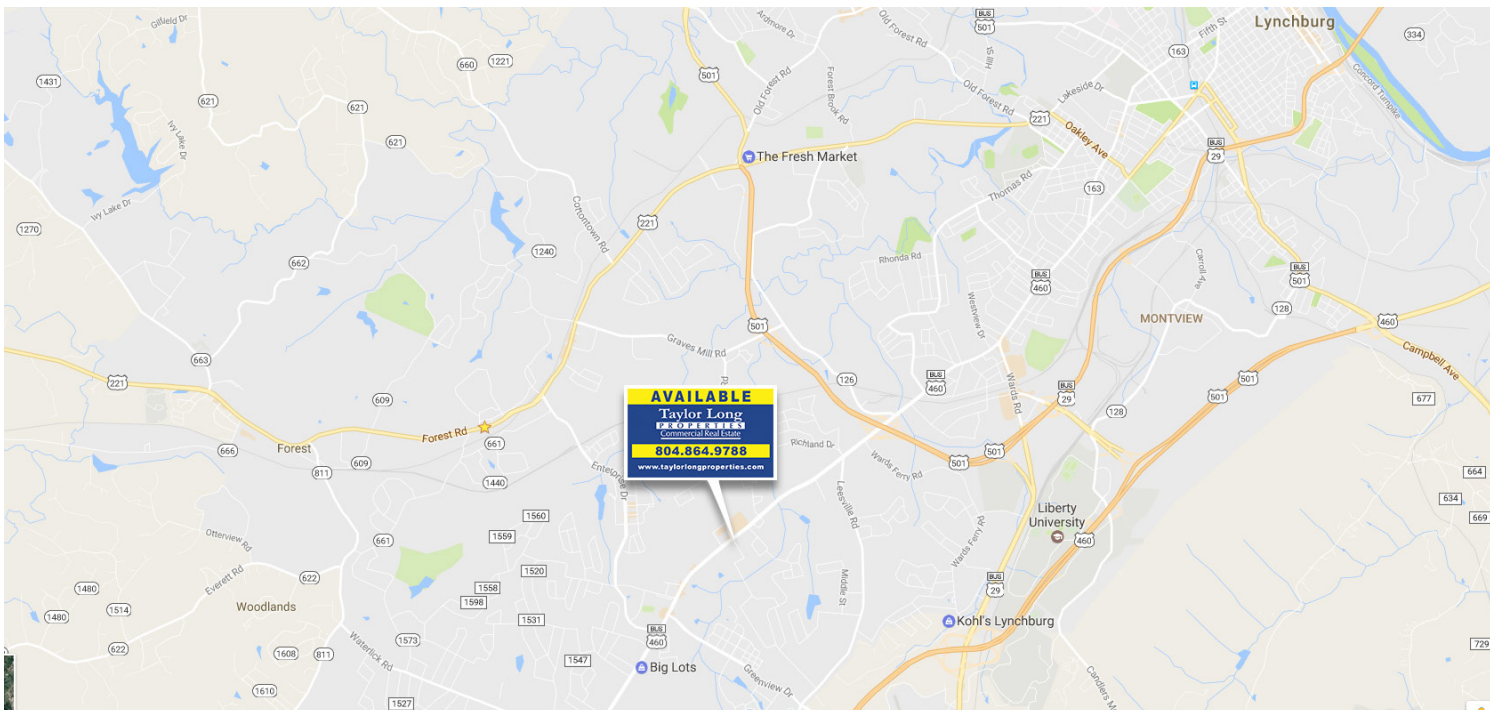 Gilfield Dr
1431
621
660
1221
Ardmore Dr
Old Forest Rd
BUS
501
Hill St
Fifth St
163
Lynchburg
334
Concord Turnpike
Ivy Lake Dr
621
621
501
Old Forest Rd
Forest Brook Rd
Old Forest Rd
Lakeside Dr
221
Oakley Ave
BUS
29
The Fresh Market
Thomas Rd
163
Ivy Lake Dr
1270
Cottontown Rd
221
1240
662
Rhonda Rd
BUS
460
Carroll Ave
BUS
501
Westview Dr
128
MONTVIEW
501
Graves Mill Rd
460
Campbell Ave
663
221
609
126
BUS
460
Wards Rd
BUS
29
501
501
677
128
AVAILABLE
Taylor Long
PROPERTIES
Commercial Real Estate
804.864.9788
www.taylorlongproperties.com
Forest Rd
661
Forest
666
609
811
1440
Enterprise Dr
Richland Dr
Wards Ferry Rd
501
501
Leesville Rd
664
634
669
Liberty
University
460
1560
1559
Otterview Rd
661
622
Everett Rd
1520
1558
1598
1531
Wards Ferry Rd
Middle St
BUS
29
1480
1514
1480
Woodlands
622
1608
811
1573
Waterlick Rd
1547
BUS
460
Big Lots
Kohl's Lynchburg
Greenview Dr
729
1610
1527